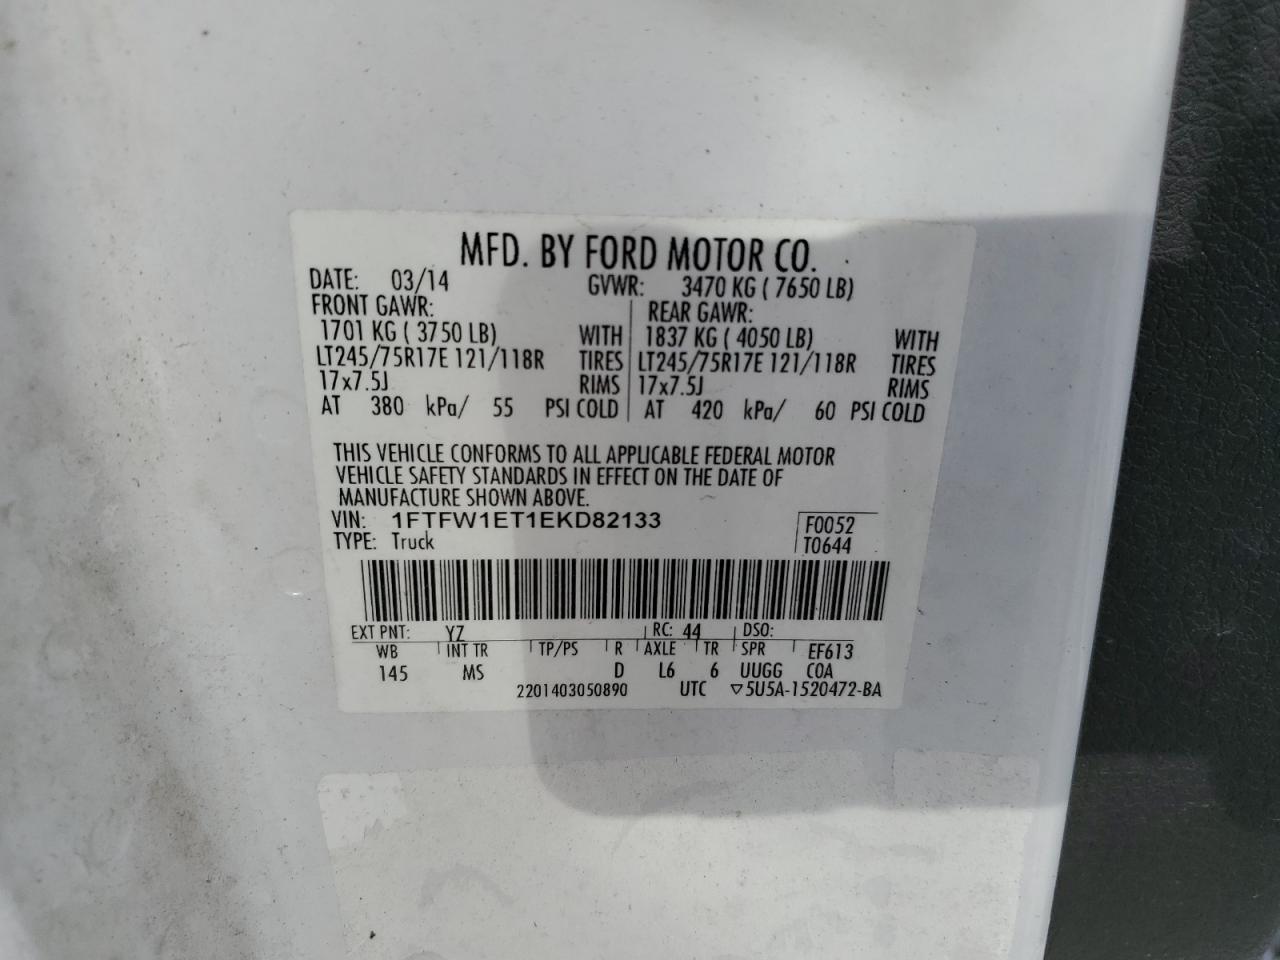 MFD. BY FORD MOTOR CO.
DATE: 03/14 GVWR: 3470 KG ( 7650 LB)
FRONT GAWR: REAR GAWR:
1701 KG ( 3750 LB) WITH 1837 KG ( 4050 LB) WITH
LT245/75R17E 121/118R TIRES LT245/75R17E 121/118R TIRES
17x7.5J RIMS 17x7.5J RIMS
AT 380 kPa/ 55 PSI COLD AT 420 kPa/ 60 PSI COLD
THIS VEHICLE CONFORMS TO ALL APPLICABLE FEDERAL MOTOR
VEHICLE SAFETY STANDARDS IN EFFECT ON THE DATE OF
MANUFACTURE SHOWN ABOVE.
VIN: 1FTFW1ET1EKD82133 F0052
TYPE: Truck T0644
EXT PNT: YZ RC: 44 DSO:
WB INT TR TP/PS R AXLE TR SPR EF613
145 MS D L6 6 UUGG COA
2201403050890 UTC ▽5U5A-1520472-BA